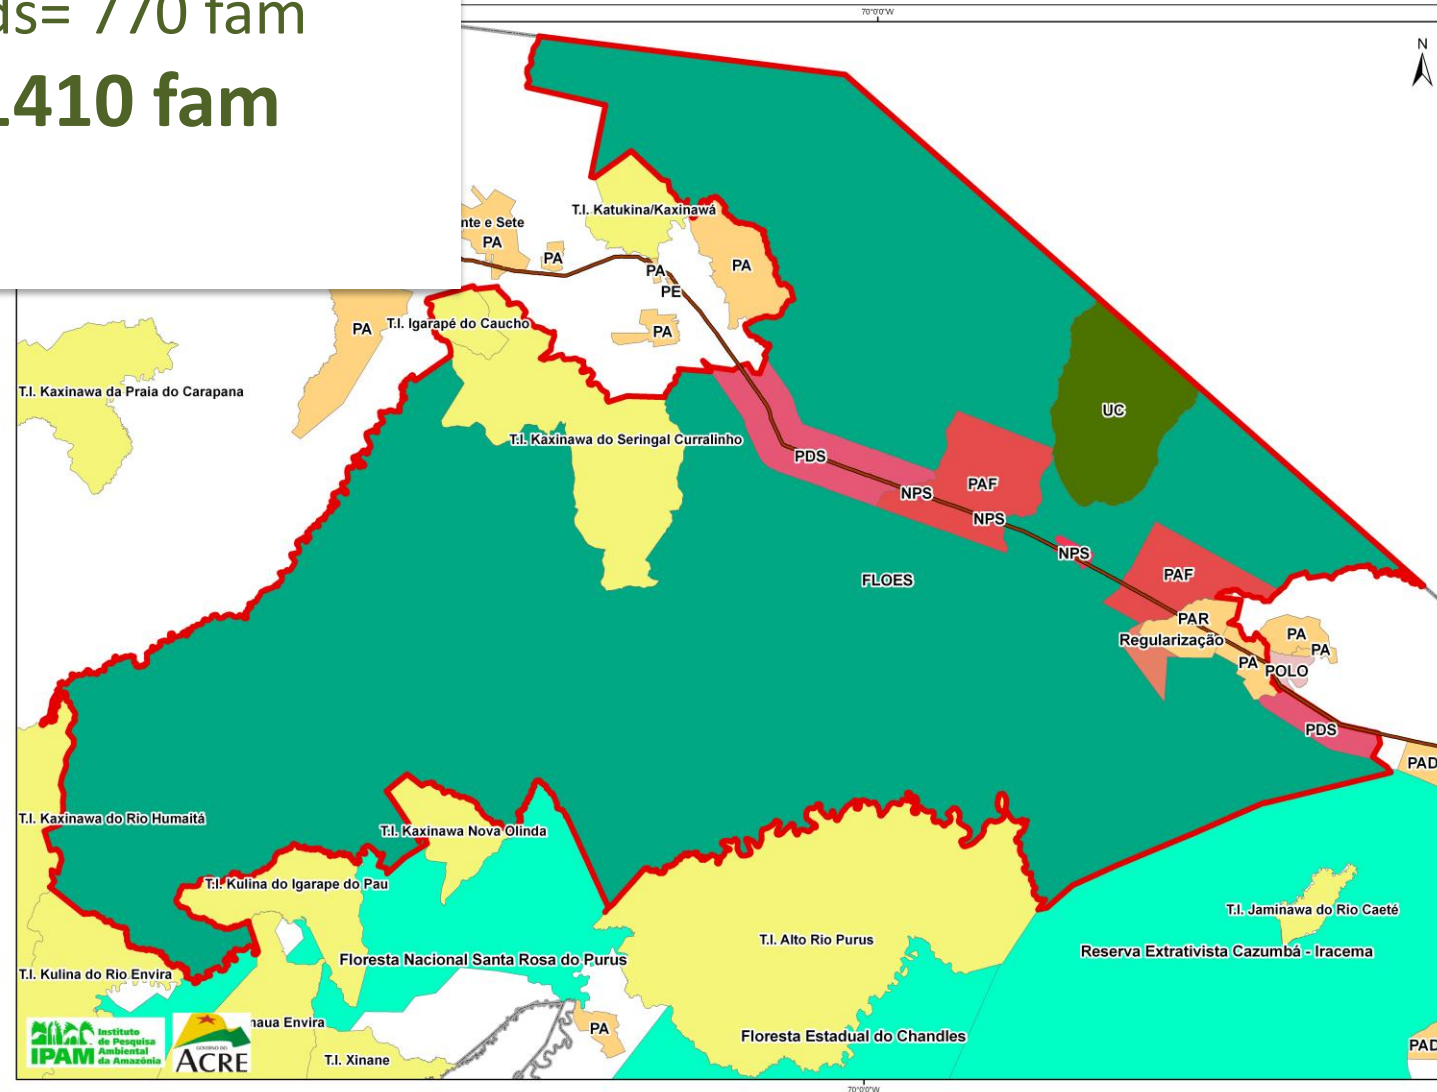 ds= 770 fam
1410 fam
70°0'0"W
N
T.I. Katukina/Kaxinawá
nte e Sete
PA
PA
PA
PE
PA
PA
PA
T.I. Igarapé do Caucho
T.I. Kaxinawa da Praia do Carapana
UC
T.I. Kaxinawa do Seringal Curralinho
PDS
NPS
PAF
NPS
NPS
FLOES
PAF
PAR
Regularização
PA
PA
PA
POLO
PDS
PAD
T.I. Kaxinawa do Rio Humaitá
T.I. Kaxinawa Nova Olinda
T.I. Kulina do Igarape do Pau
T.I. Jaminawa do Rio Caeté
T.I. Alto Rio Purus
Reserva Extrativista Cazumbá - Iracema
Floresta Nacional Santa Rosa do Purus
T.I. Kulina do Rio Envira
naua Envira
PA
Floresta Estadual do Chandles
PAD
T.I. Xinane
IPAM
Instituto
de Pesquisa
Ambiental
da Amazônia
GOVERNO DO
ACRE
70°0'0"W